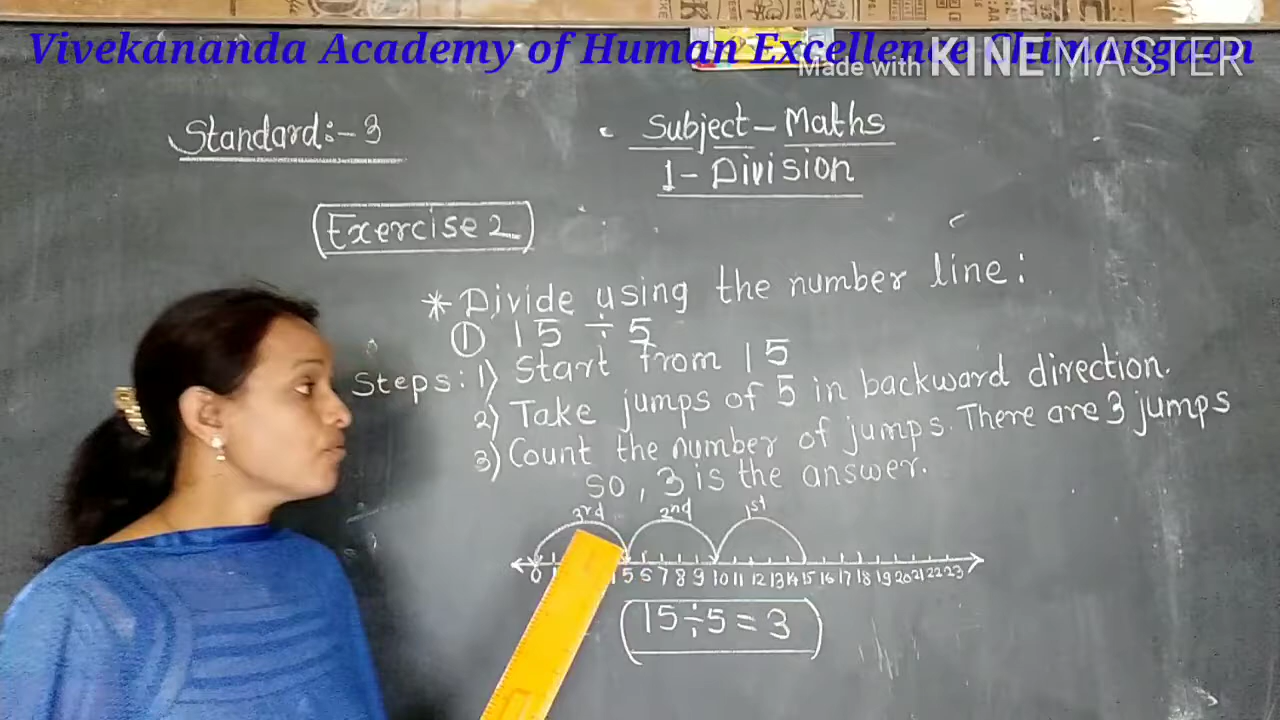 Vivekananda Academy of Human Excellence Chimangaon
Made with KINEMASTER
Standard:- 3
Subject - Maths
1 - Division
Exercise 2
* Divide using the number line:
① 15 ÷ 5
Steps: 1) Start from 15
2) Take jumps of 5 in backward direction.
3) Count the number of jumps. There are 3 jumps
So, 3 is the answer.
3rd 2nd 1st
0 1 5 6 7 8 9 10 11 12 13 14 15 16 17 18 19 20 21 22 23
15 ÷ 5 = 3